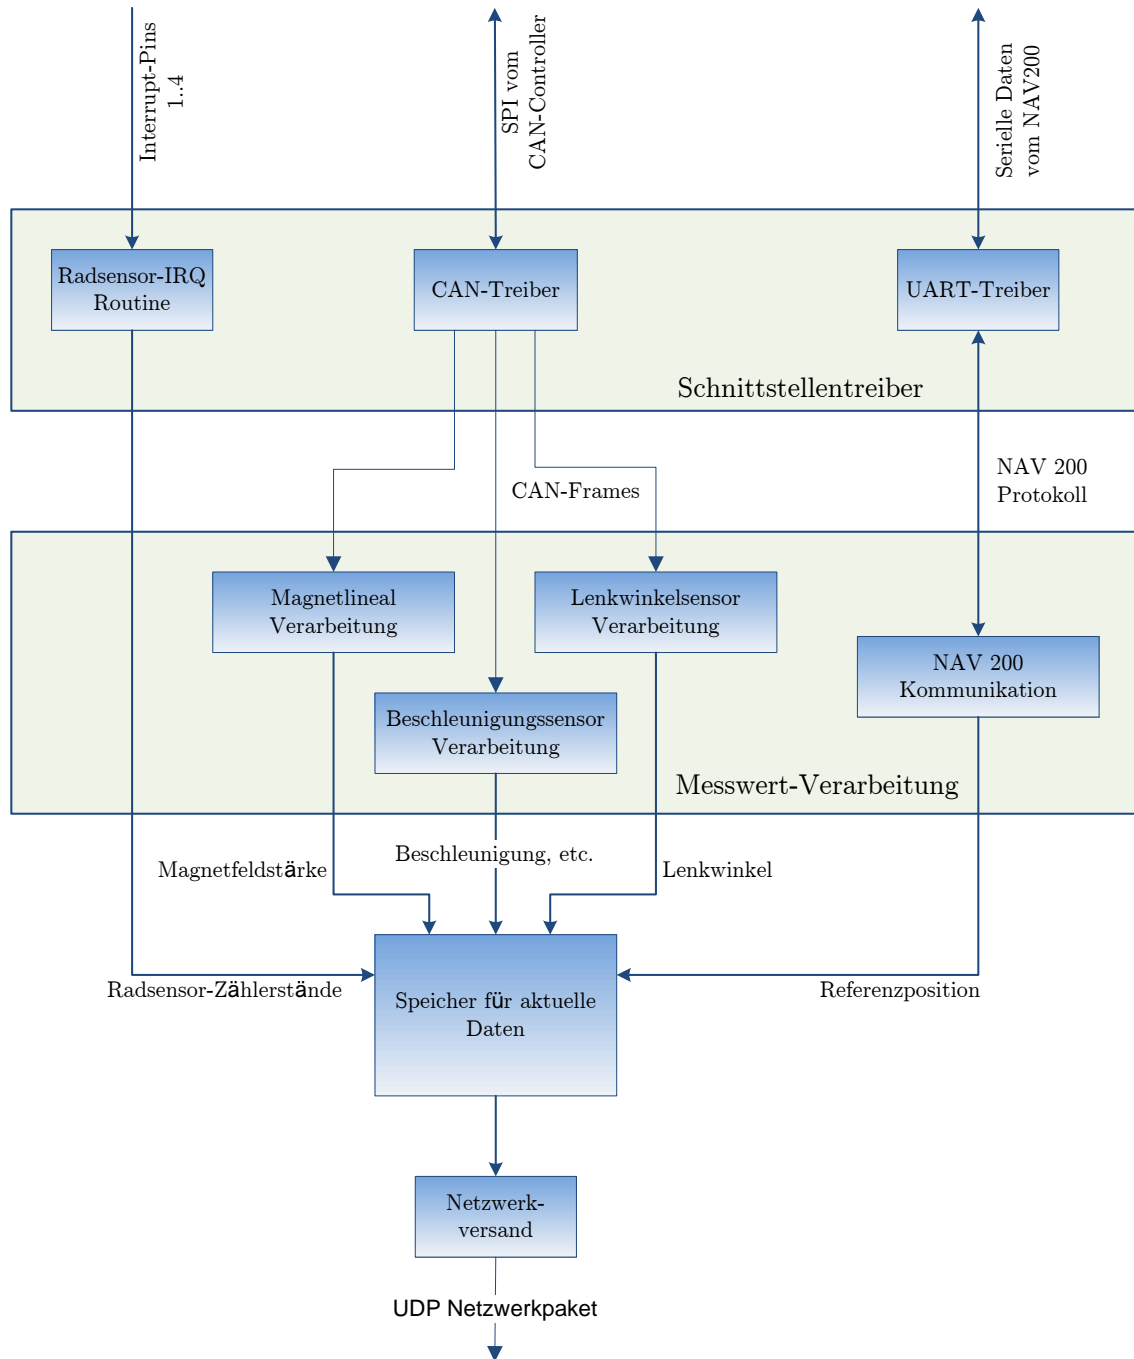 Interrupt-Pins
1..4
SPI vom
CAN-Controller
Serielle Daten
vom NAV200
Radsensor-IRQ
Routine
CAN-Treiber
UART-Treiber
Schnittstellentreiber
CAN-Frames
NAV 200
Protokoll
Magnetlineal
Verarbeitung
Lenkwinkelsensor
Verarbeitung
NAV 200
Kommunikation
Beschleunigungssensor
Verarbeitung
Messwert-Verarbeitung
Magnetfeldstärke
Beschleunigung, etc.
Lenkwinkel
Radsensor-Zählerstände
Speicher für aktuelle
Daten
Referenzposition
Netzwerk-
versand
UDP Netzwerkpaket